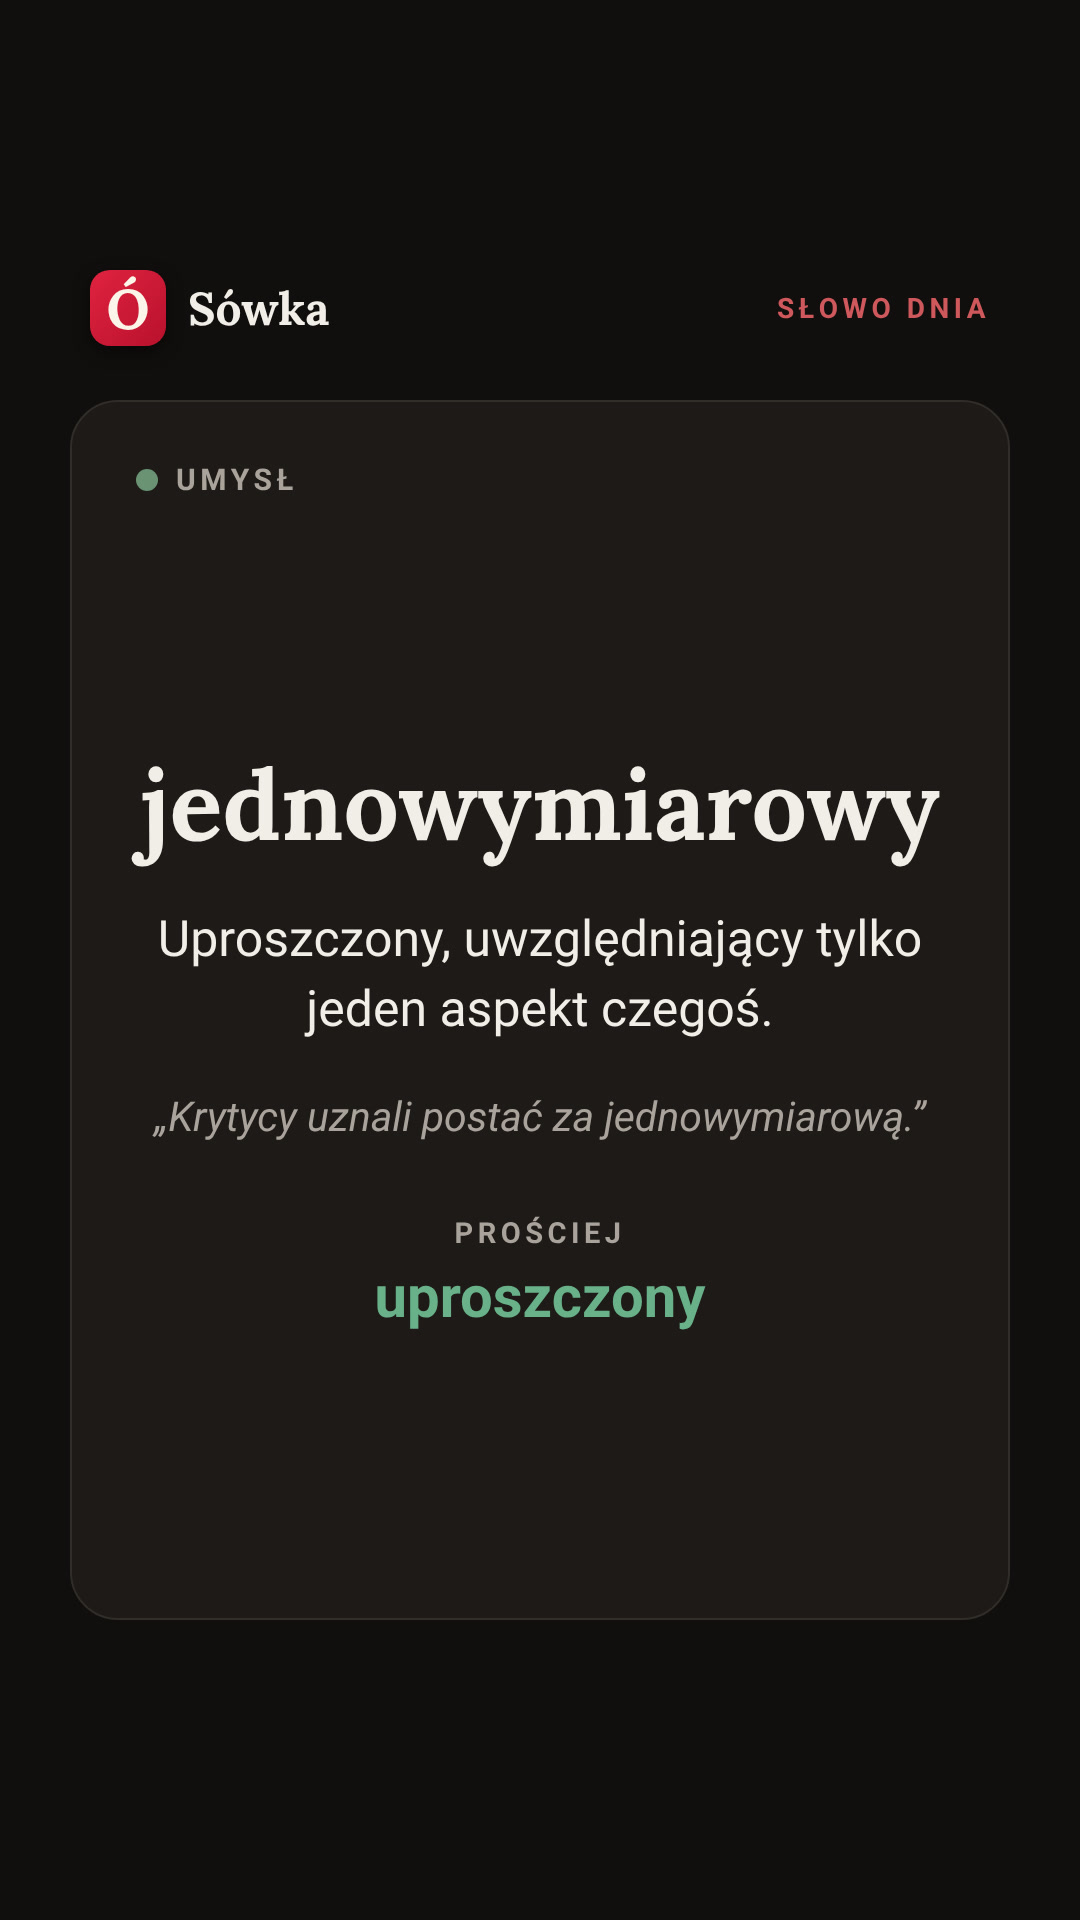 Ó Sówka
SŁOWO DNIA
UMYSŁ
jednowymiarowy
Uproszczony, uwzględniający tylko
jeden aspekt czegoś.
„Krytycy uznali postać za jednowymiarową.”
PROŚCIEJ
uproszczony